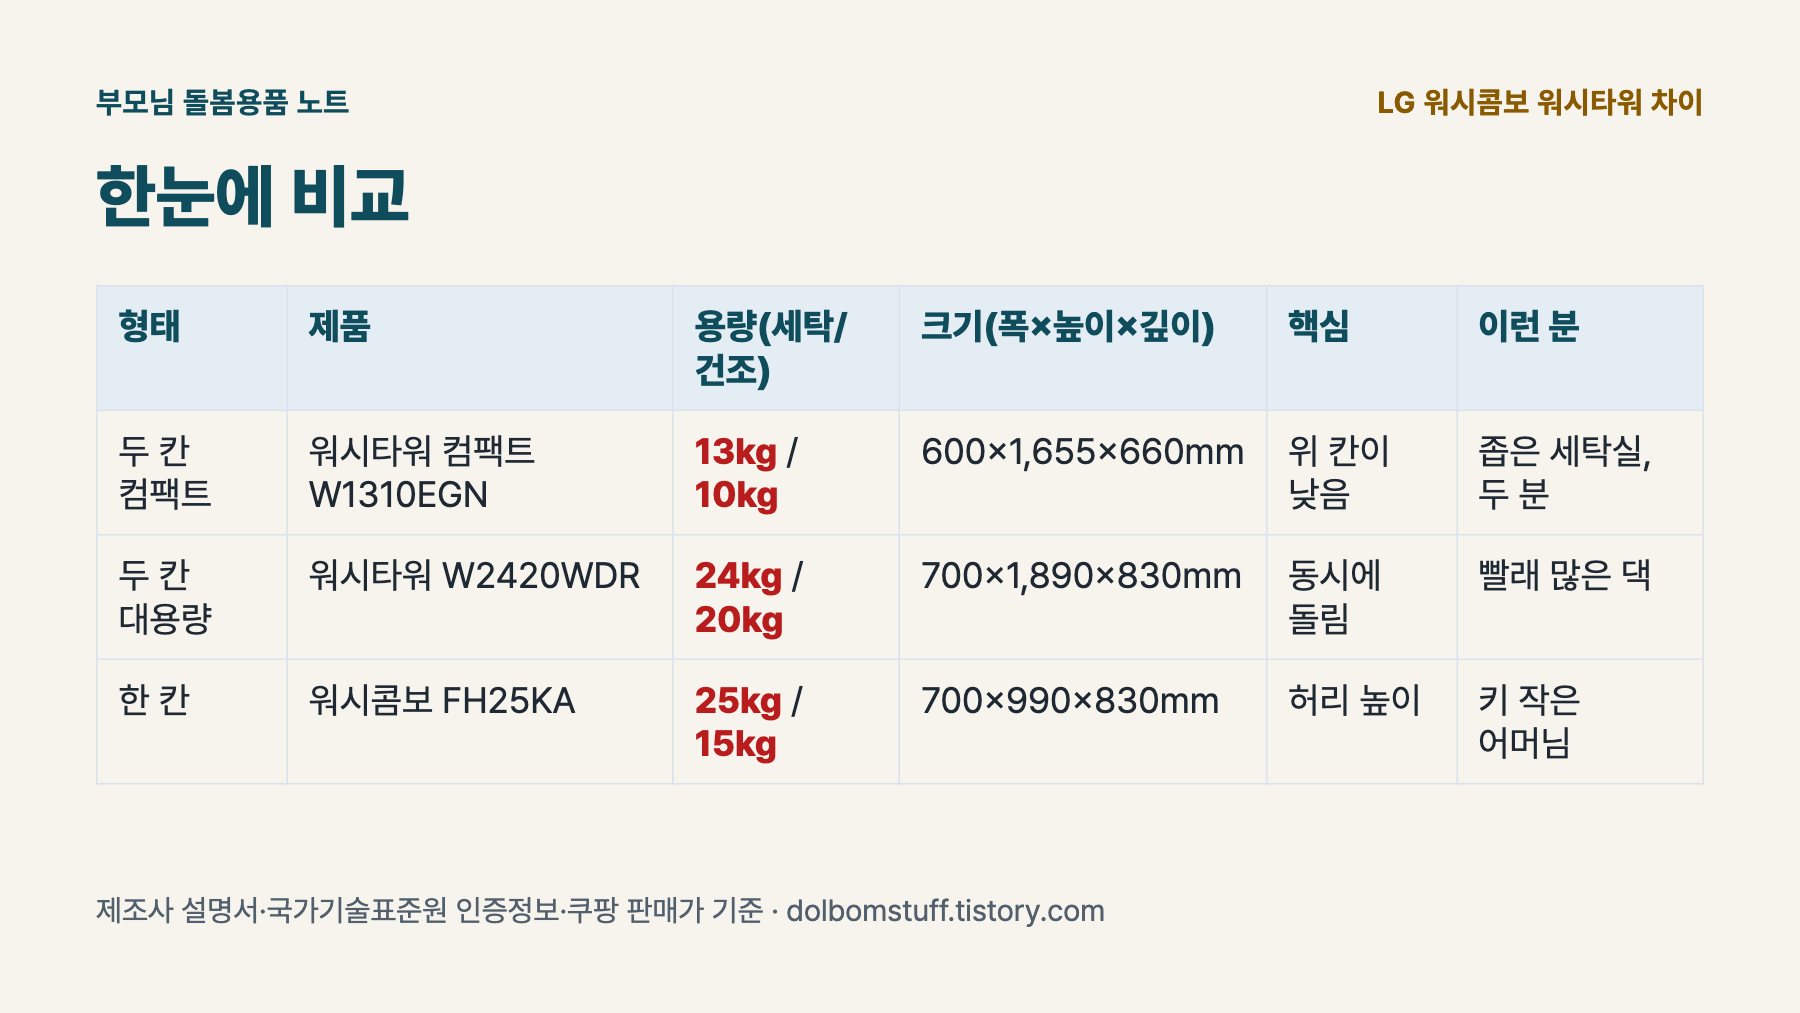 부모님 돌봄용품 노트
LG 워시콤보 워시타워 차이
한눈에 비교
형태 제품 용량(세탁/ 크기(폭×높이×깊이) 핵심 이런 분
건조)
두 칸 워시타워 컴팩트 13kg / 600×1,655×660mm 위 칸이 좁은 세탁실,
컴팩트 W1310EGN 10kg 낮음 두 분
두 칸 워시타워 W2420WDR 24kg / 700×1,890×830mm 동시에 빨래 많은 댁
대용량 20kg 돌림
한 칸 워시콤보 FH25KA 25kg / 700×990×830mm 허리 높이 키 작은
15kg 어머님
제조사 설명서·국가기술표준원 인증정보·쿠팡 판매가 기준 · dolbomstuff.tistory.com